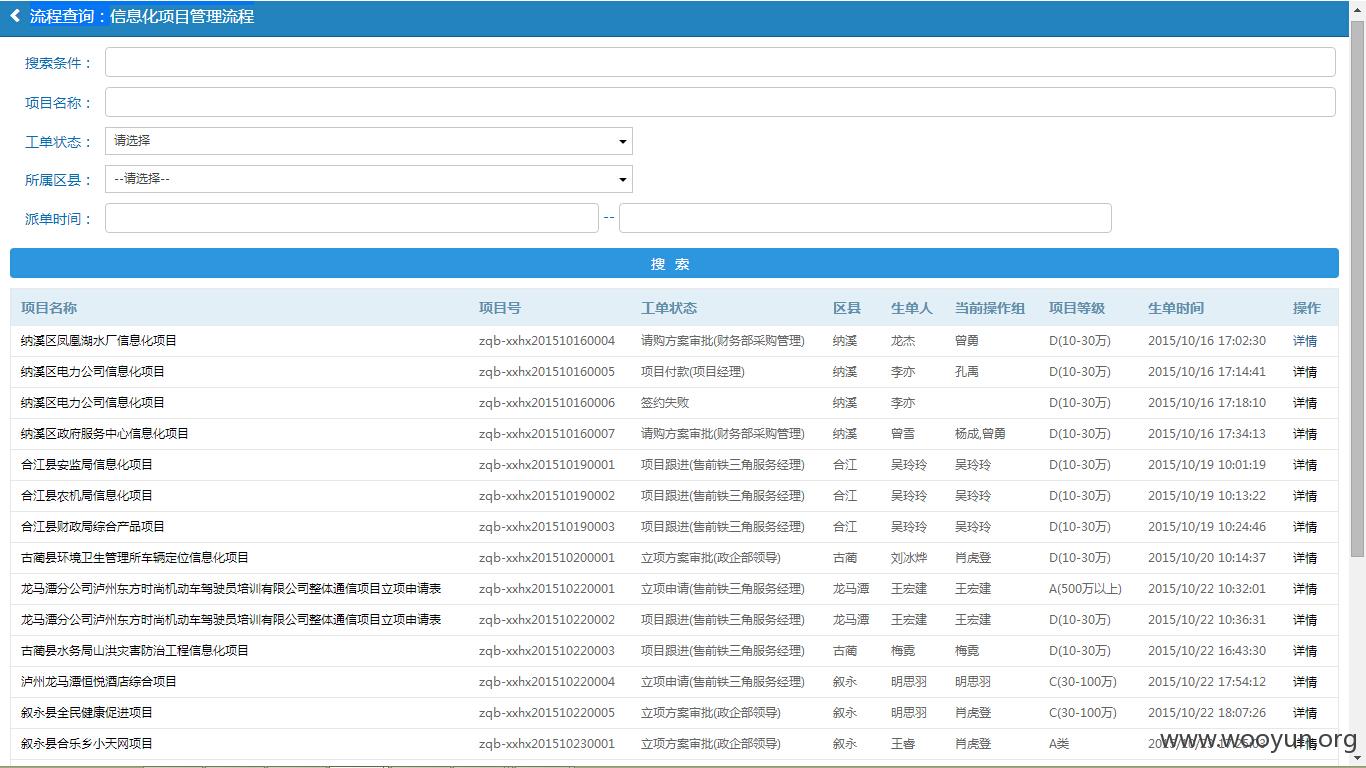 流程查询：信息化项目管理流程
搜索条件：
项目名称：
工单状态： 请选择
所属区县： --请选择--
派单时间： --
搜 索
项目名称 项目号 工单状态 区县 生单人 当前操作组 项目等级 生单时间 操作
纳溪区凤凰湖水厂信息化项目 zqb-xxhx201510160004 请购方案审批(财务部采购管理) 纳溪 龙杰 曾勇 D(10-30万) 2015/10/16 17:02:30 详情
纳溪区电力公司信息化项目 zqb-xxhx201510160005 项目付款(项目经理) 纳溪 李亦 孔禹 D(10-30万) 2015/10/16 17:14:41 详情
纳溪区电力公司信息化项目 zqb-xxhx201510160006 签约失败 纳溪 李亦 D(10-30万) 2015/10/16 17:18:10 详情
纳溪区政府服务中心信息化项目 zqb-xxhx201510160007 请购方案审批(财务部采购管理) 纳溪 曾雪 杨成,曾勇 D(10-30万) 2015/10/16 17:34:13 详情
合江县安监局信息化项目 zqb-xxhx201510190001 项目跟进(售前铁三角服务经理) 合江 吴玲玲 吴玲玲 D(10-30万) 2015/10/19 10:01:19 详情
合江县农机局信息化项目 zqb-xxhx201510190002 项目跟进(售前铁三角服务经理) 合江 吴玲玲 吴玲玲 D(10-30万) 2015/10/19 10:13:22 详情
合江县财政局综合产品项目 zqb-xxhx201510190003 项目跟进(售前铁三角服务经理) 合江 吴玲玲 吴玲玲 D(10-30万) 2015/10/19 10:24:46 详情
古蔺县环境卫生管理所车辆定位信息化项目 zqb-xxhx201510200001 立项方案审批(政企部领导) 古蔺 刘冰烨 肖虎登 D(10-30万) 2015/10/20 10:14:37 详情
龙马潭分公司泸州东方时尚机动车驾驶员培训有限公司整体通信项目立项申请表 zqb-xxhx201510220001 立项申请(售前铁三角服务经理) 龙马潭 王宏建 王宏建 A(500万以上) 2015/10/22 10:32:01 详情
龙马潭分公司泸州东方时尚机动车驾驶员培训有限公司整体通信项目立项申请表 zqb-xxhx201510220002 项目跟进(售前铁三角服务经理) 龙马潭 王宏建 王宏建 D(10-30万) 2015/10/22 10:36:31 详情
古蔺县水务局山洪灾害防治工程信息化项目 zqb-xxhx201510220003 项目跟进(售前铁三角服务经理) 古蔺 梅霓 梅霓 D(10-30万) 2015/10/22 16:43:30 详情
泸州龙马潭恒悦酒店综合项目 zqb-xxhx201510220004 立项申请(售前铁三角服务经理) 叙永 明思羽 明思羽 C(30-100万) 2015/10/22 17:54:12 详情
叙永县全民健康促进项目 zqb-xxhx201510220005 立项方案审批(政企部领导) 叙永 明思羽 肖虎登 C(30-100万) 2015/10/22 18:07:26 详情
叙永县合乐乡小天网项目 zqb-xxhx201510230001 立项方案审批(政企部领导) 叙永 王睿 肖虎登 A类 详情
www.wooyun.org